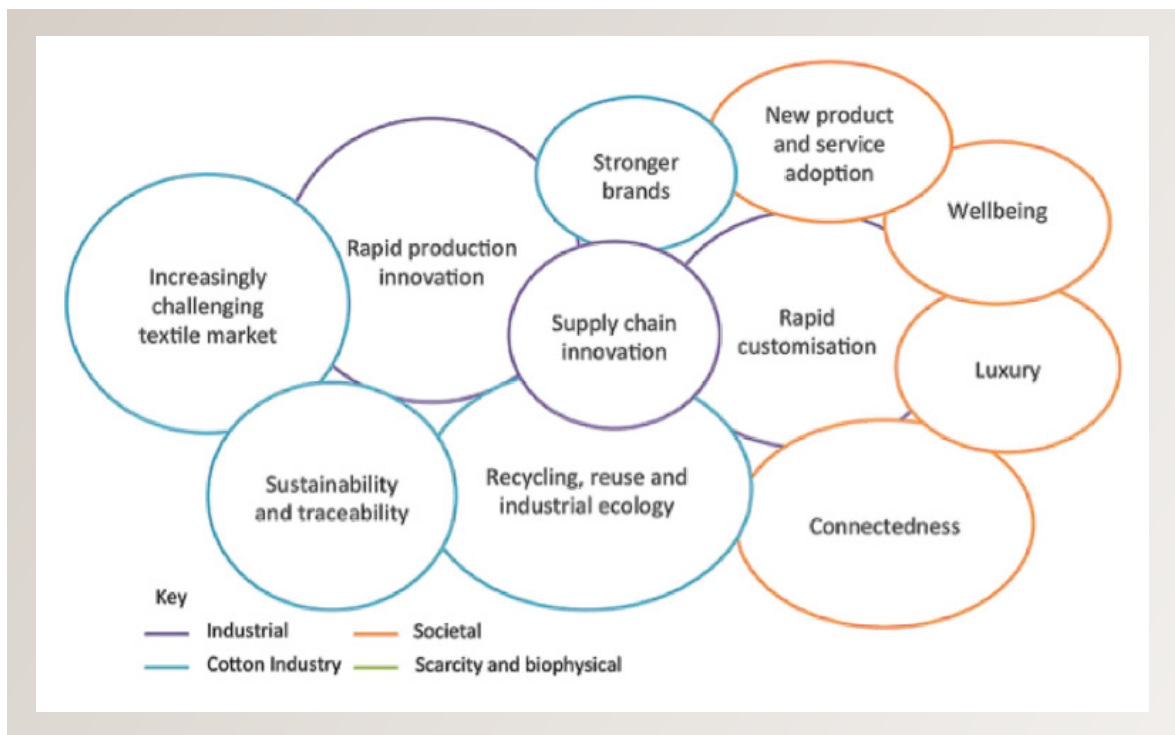 New product
and service
adoption
Stronger
brands
Wellbeing
Rapid production
innovation
Increasingly
challenging
textile market
Supply chain
innovation
Rapid
customisation
Luxury
Sustainability
and traceability
Recycling, reuse and
industrial ecology
Connectedness
Key
Industrial
Societal
Cotton Industry
Scarcity and biophysical